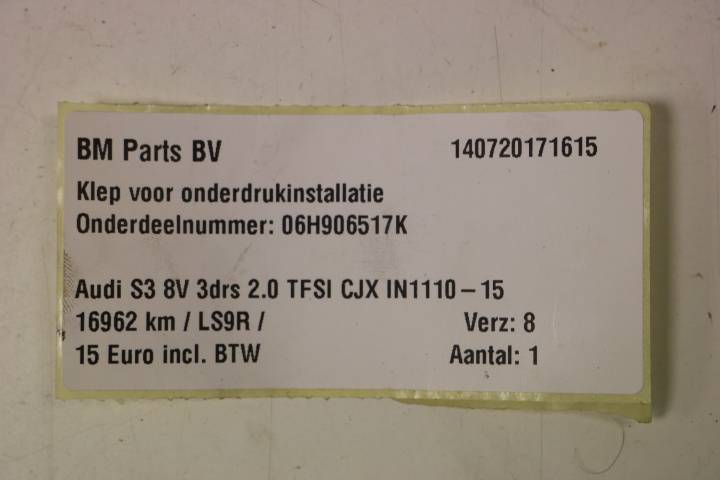 BM Parts BV 140720171615
Klep voor onderdrukinstallatie
Onderdeelnummer: 06H906517K
Audi S3 8V 3drs 2.0 TFSI CJX IN1110-15
16962 km / LS9R / Verz: 8
15 Euro incl. BTW Aantal: 1